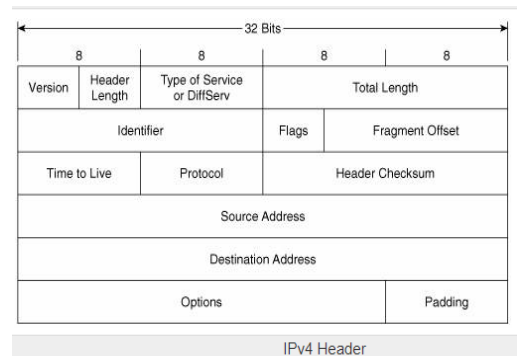 32 Bits
8 8 8 8
Version Header Length Type of Service or DiffServ Total Length
Identifier Flags Fragment Offset
Time to Live Protocol Header Checksum
Source Address
Destination Address
Options Padding
IPv4 Header